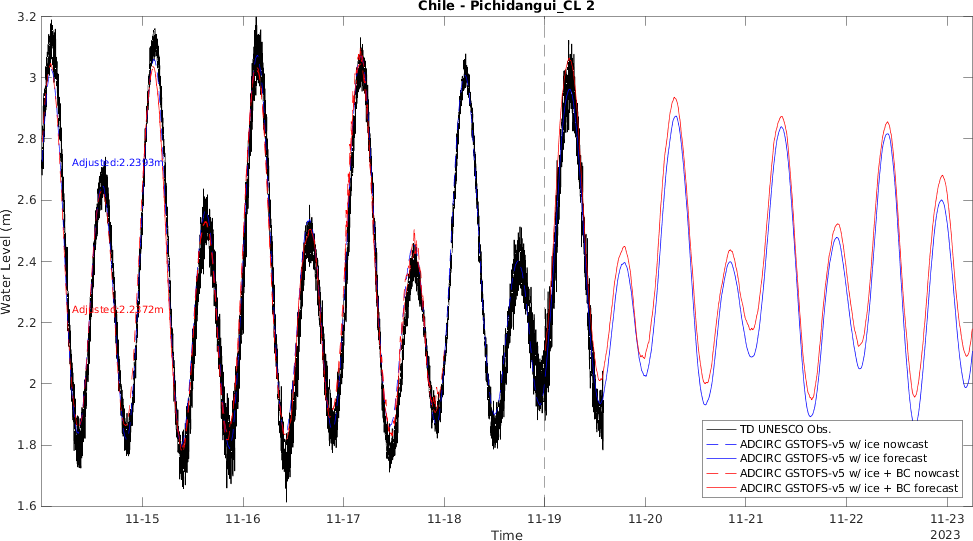 Chile - Pichidangui_CL 2
3.2
3
2.8
2.6
2.4
2.2
2
1.8
1.6
Water Level (m)
Adjusted:2.2393m
Adjusted:2.2372m
TD UNESCO Obs.
ADCIRC GSTOFS-v5 w/ ice nowcast
ADCIRC GSTOFS-v5 w/ ice forecast
ADCIRC GSTOFS-v5 w/ ice + BC nowcast
ADCIRC GSTOFS-v5 w/ ice + BC forecast
11-15
11-16
11-17
11-18
11-19
11-20
11-21
11-22
11-23
Time
2023